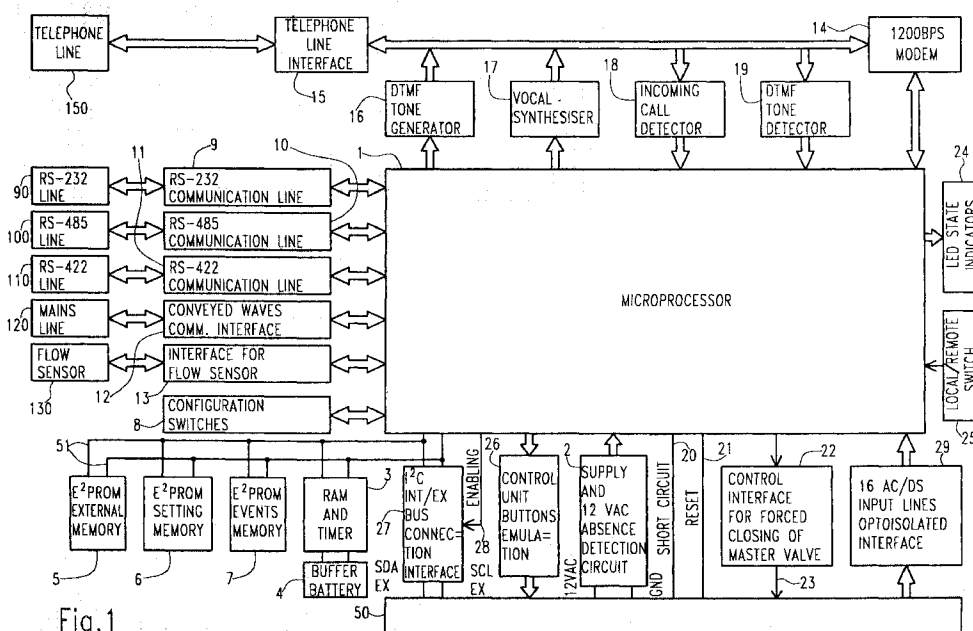 TELEPHONE
LINE
150
TELEPHONE
LINE
INTERFACE
15
14
1200BPS
MODEM
16
DTMF
TONE
GENERATOR
17
VOCAL
SYNTHESISER
18
INCOMING
CALL
DETECTOR
19
DTMF
TONE
DETECTOR
11
9
10
1
24
90
RS-232
LINE
RS-232
COMMUNICATION LINE
100
RS-485
LINE
RS-485
COMMUNICATION LINE
110
RS-422
LINE
RS-422
COMMUNICATION LINE
120
MAINS
LINE
CONVEYED WAVES
COMM. INTERFACE
12
FLOW
SENSOR
130
INTERFACE FOR
FLOW SENSOR
13
CONFIGURATION
SWITCHES
8
MICROPROCESSOR
LED STATE
INDICATORS
LOCAL/REMOTE
SWITCH
25
51
E²PROM
EXTERNAL
MEMORY
5
E²PROM
SETTING
MEMORY
6
E²PROM
EVENTS
MEMORY
7
3
RAM
AND
TIMER
4
BUFFER
BATTERY
27
I²C
INT/EX
BUS
CONNEC=
TION
INTERFACE
SDA
EX
ENABLING
28
SCL
EX
26
CONTROL
UNIT
BUTTONS
EMULA=
TION
2
SUPPLY
AND
12 VAC
ABSENCE
DETECTION
CIRCUIT
12VAC
GND
SHORT CIRCUIT
20
RESET
21
22
CONTROL
INTERFACE
FOR FORCED
CLOSING OF
MASTER VALVE
23
29
16 AC/DS
INPUT LINES
OPTOISOLATED
INTERFACE
50
Fig.1